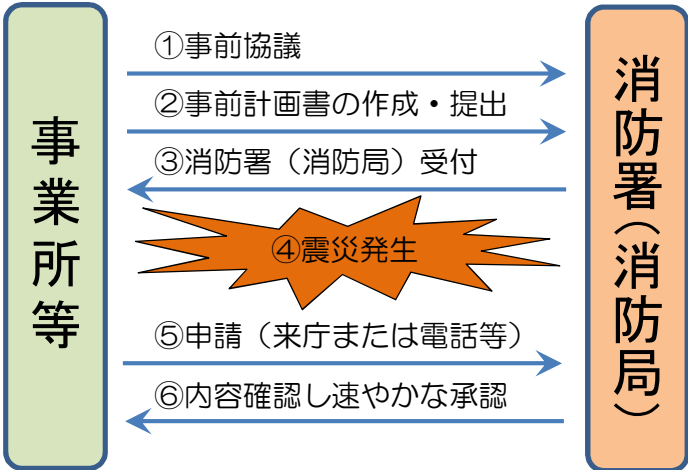 事業所等
①事前協議
②事前計画書の作成・提出
③消防署（消防局）受付
④震災発生
⑤申請（来庁または電話等）
⑥内容確認し速やかな承認
消防署（消防局）